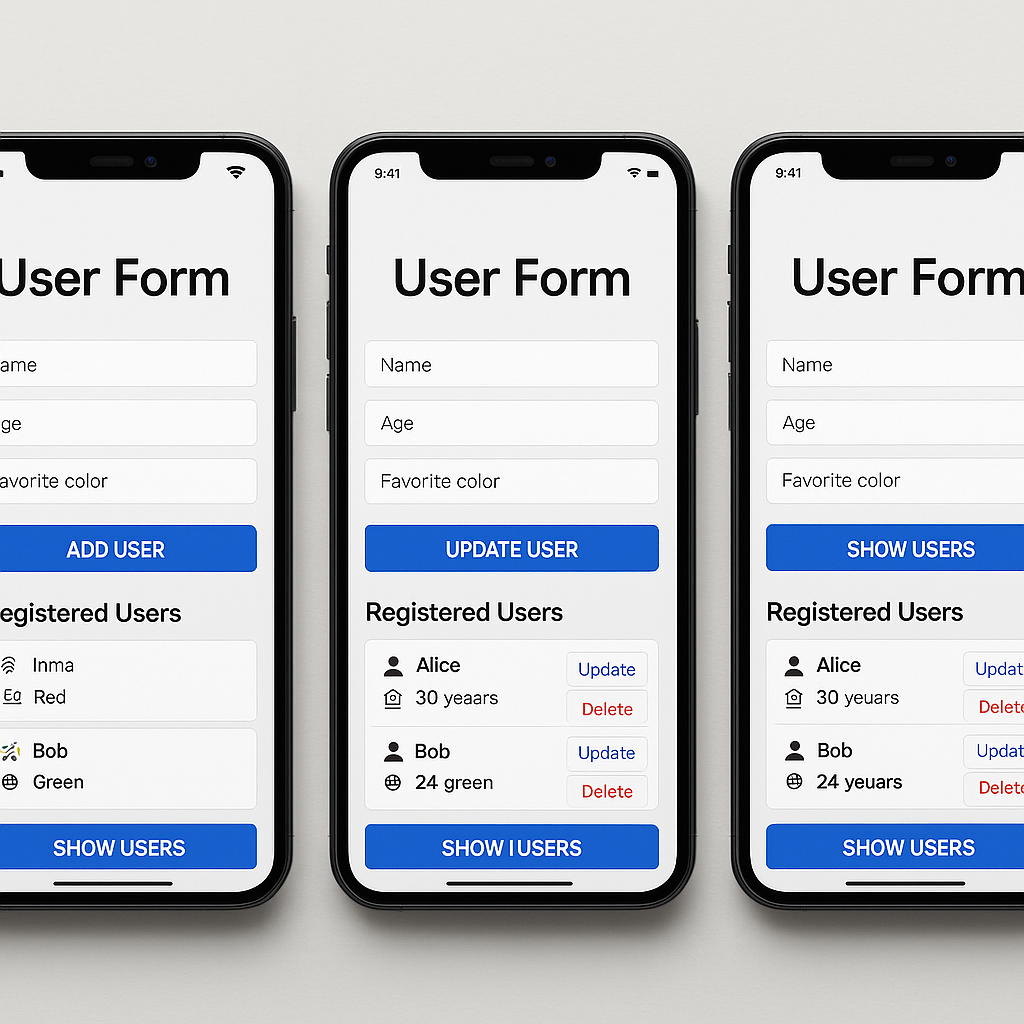 User Form
ame
ge
avorite color
ADD USER
egistered Users
Inma
Ea Red
Bob
Green
SHOW USERS
9:41
User Form
Name
Age
Favorite color
UPDATE USER
Registered Users
Alice
Update
30 yeaars
Delete
Bob
Update
24 green
Delete
SHOW I USERS
9:41
User Form
Name
Age
Favorite color
SHOW USERS
Registered Users
Alice
Updat
30 yeuars
Delete
Bob
Updat
24 yeuars
Delete
SHOW USERS